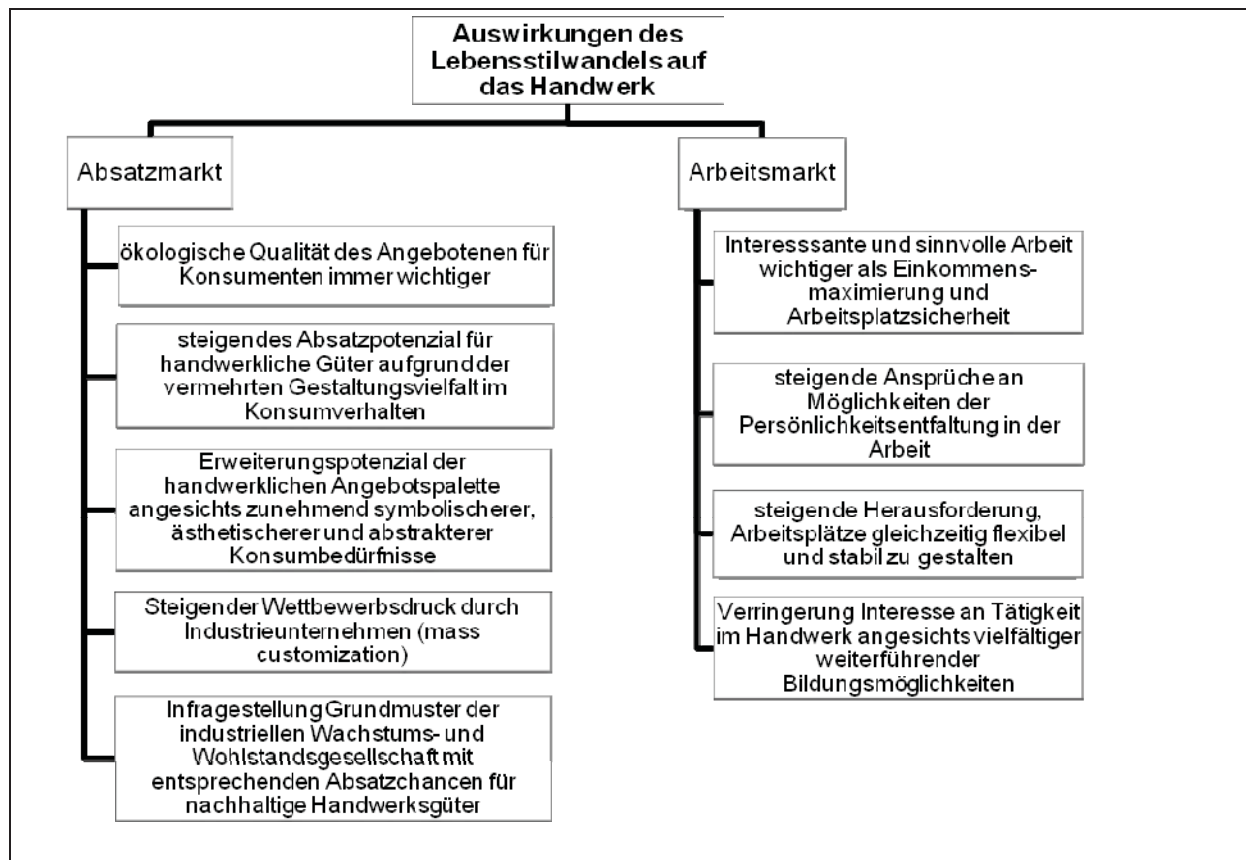 Auswirkungen des
Lebensstilwandels auf
das Handwerk
Absatzmarkt
ökologische Qualität des Angebotenen für
Konsumenten immer wichtiger
steigendes Absatzpotenzial für
handwerkliche Güter aufgrund der
vermehrten Gestaltungsvielfalt im
Konsumverhalten
Erweiterungspotenzial der
handwerklichen Angebotspalette
angesichts zunehmend symbolischerer,
ästhetischerer und abstrakterer
Konsumbedürfnisse
Steigender Wettbewerbsdruck durch
Industrieunternehmen (mass
customization)
Infragestellung Grundmuster der
industriellen Wachstums- und
Wohlstandsgesellschaft mit
entsprechenden Absatzchancen für
nachhaltige Handwerksgüter
Arbeitsmarkt
Interesssante und sinnvolle Arbeit
wichtiger als Einkommens-
maximierung und
Arbeitsplatzsicherheit
steigende Ansprüche an
Möglichkeiten der
Persönlichkeitsentfaltung in der
Arbeit
steigende Herausforderung,
Arbeitsplätze gleichzeitig flexibel
und stabil zu gestalten
Verringerung Interesse an Tätigkeit
im Handwerk angesichts vielfältiger
weiterführender
Bildungsmöglichkeiten